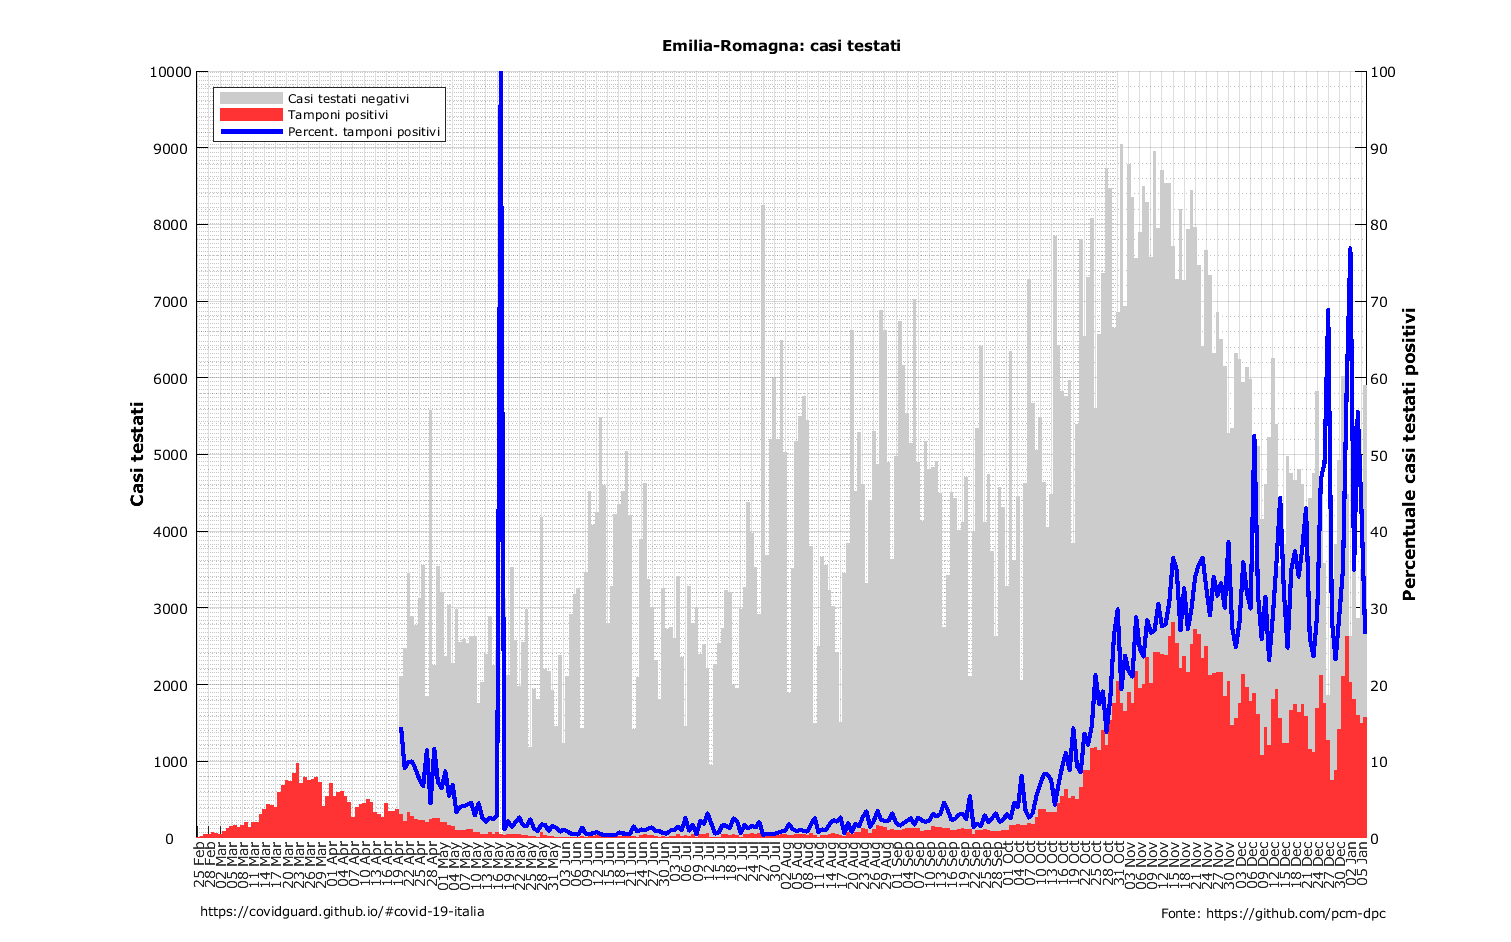 Emilia-Romagna: casi testati
Casi testati negativi
Tamponi positivi
Percent. tamponi positivi
10000
9000
8000
7000
6000
5000
4000
3000
2000
1000
0
Casi testati
100
90
80
70
60
50
40
30
20
10
0
Percentuale casi testati positivi
25 Feb
28 Feb
02 Mar
05 Mar
08 Mar
11 Mar
14 Mar
17 Mar
20 Mar
23 Mar
26 Mar
29 Mar
01 Apr
04 Apr
07 Apr
10 Apr
13 Apr
16 Apr
19 Apr
22 Apr
25 Apr
28 Apr
01 May
04 May
07 May
10 May
13 May
16 May
19 May
22 May
25 May
28 May
31 May
03 Jun
06 Jun
09 Jun
12 Jun
15 Jun
18 Jun
21 Jun
24 Jun
27 Jun
30 Jun
03 Jul
06 Jul
09 Jul
12 Jul
15 Jul
18 Jul
21 Jul
24 Jul
27 Jul
30 Jul
02 Aug
05 Aug
08 Aug
11 Aug
14 Aug
17 Aug
20 Aug
23 Aug
26 Aug
29 Aug
01 Sep
04 Sep
07 Sep
10 Sep
13 Sep
16 Sep
19 Sep
22 Sep
25 Sep
28 Sep
01 Oct
04 Oct
07 Oct
10 Oct
13 Oct
16 Oct
19 Oct
22 Oct
25 Oct
28 Oct
31 Oct
03 Nov
06 Nov
09 Nov
12 Nov
15 Nov
18 Nov
21 Nov
24 Nov
27 Nov
30 Nov
03 Dec
06 Dec
09 Dec
12 Dec
15 Dec
18 Dec
21 Dec
24 Dec
27 Dec
30 Dec
02 Jan
05 Jan
https://covidguard.github.io/#covid-19-italia
Fonte: https://github.com/pcm-dpc